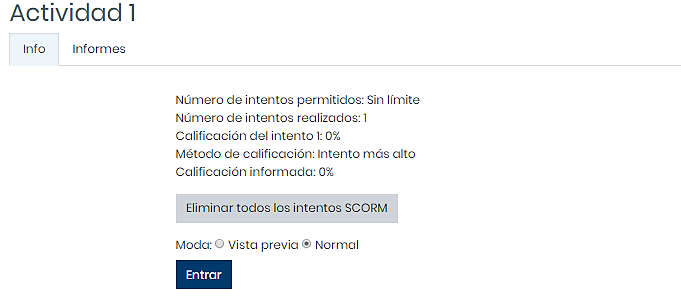 Actividad 1
Info Informes
Número de intentos permitidos: Sin límite
Número de intentos realizados: 1
Calificación del intento 1: 0%
Método de calificación: Intento más alto
Calificación informada: 0%
Eliminar todos los intentos SCORM
Moda: Vista previa Normal
Entrar